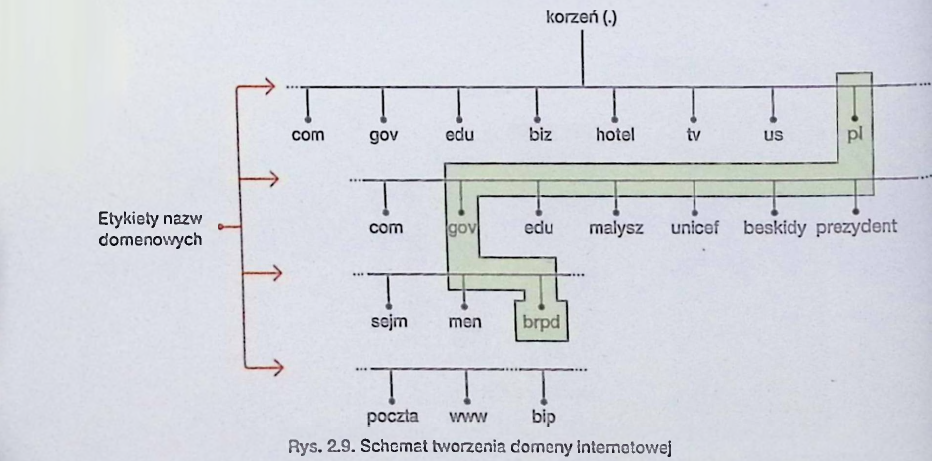 korzeń (.)
com gov edu biz hotel tv us pl
com gov edu małysz unicef beskidy prezydent
Etykiety nazw
domenowych
sejm men brpd
poczta www bip
Rys. 2.9. Schemat tworzenia domeny internetowej